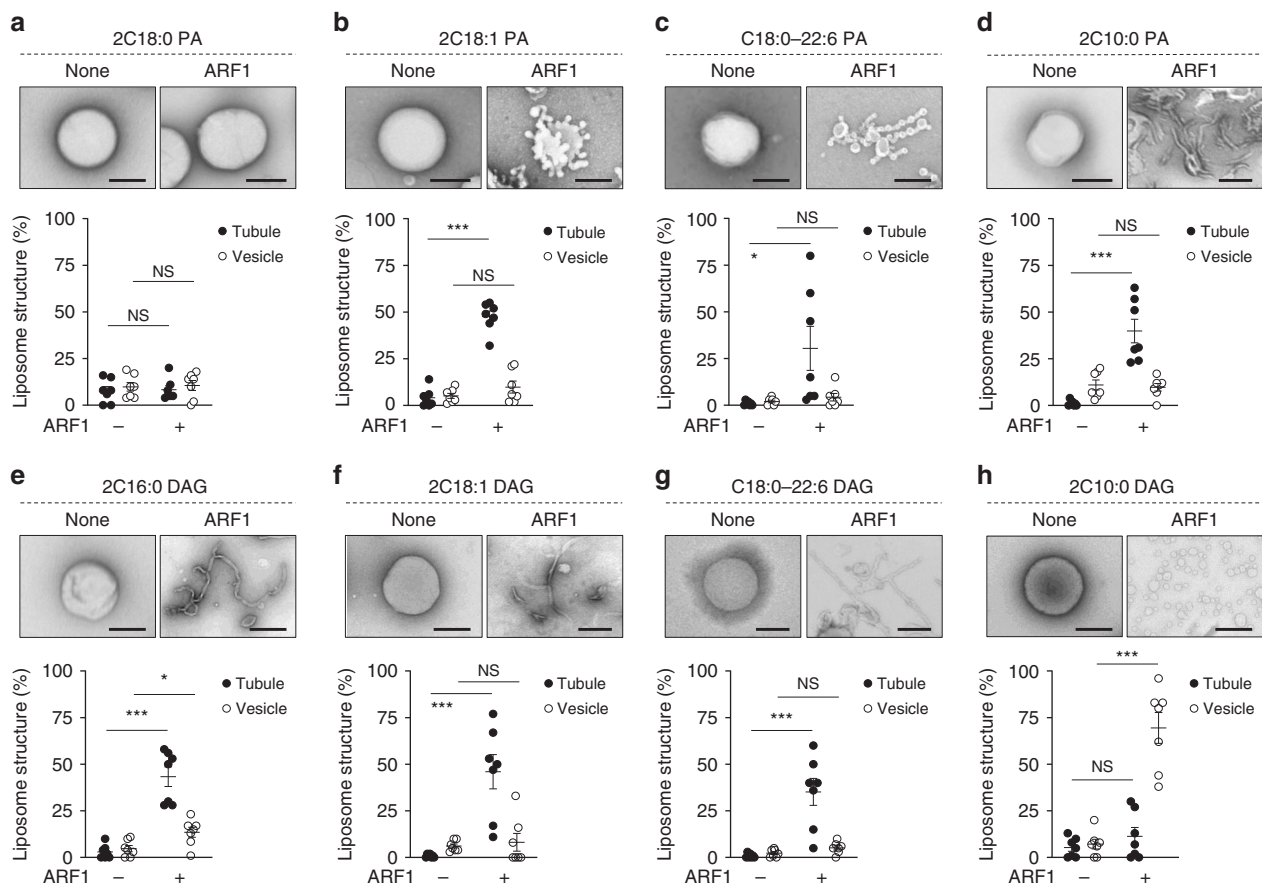 a
2C18:0 PA
None ARF1
Liposome structure (%)
100
75
50
25
0
NS
NS
Tubule
Vesicle
ARF1 – +
b
2C18:1 PA
None ARF1
Liposome structure (%)
100
75
50
25
0
***
NS
Tubule
Vesicle
ARF1 – +
c
C18:0–22:6 PA
None ARF1
Liposome structure (%)
100
75
50
25
0
NS
*
Tubule
Vesicle
ARF1 – +
d
2C10:0 PA
None ARF1
Liposome structure (%)
100
75
50
25
0
NS
***
Tubule
Vesicle
ARF1 – +
e
2C16:0 DAG
None ARF1
Liposome structure (%)
100
75
50
25
0
*
***
Tubule
Vesicle
ARF1 – +
f
2C18:1 DAG
None ARF1
Liposome structure (%)
100
75
50
25
0
NS
***
Tubule
Vesicle
ARF1 – +
g
C18:0–22:6 DAG
None ARF1
Liposome structure (%)
100
75
50
25
0
NS
***
Tubule
Vesicle
ARF1 – +
h
2C10:0 DAG
None ARF1
Liposome structure (%)
100
75
50
25
0
***
NS
Tubule
Vesicle
ARF1 – +